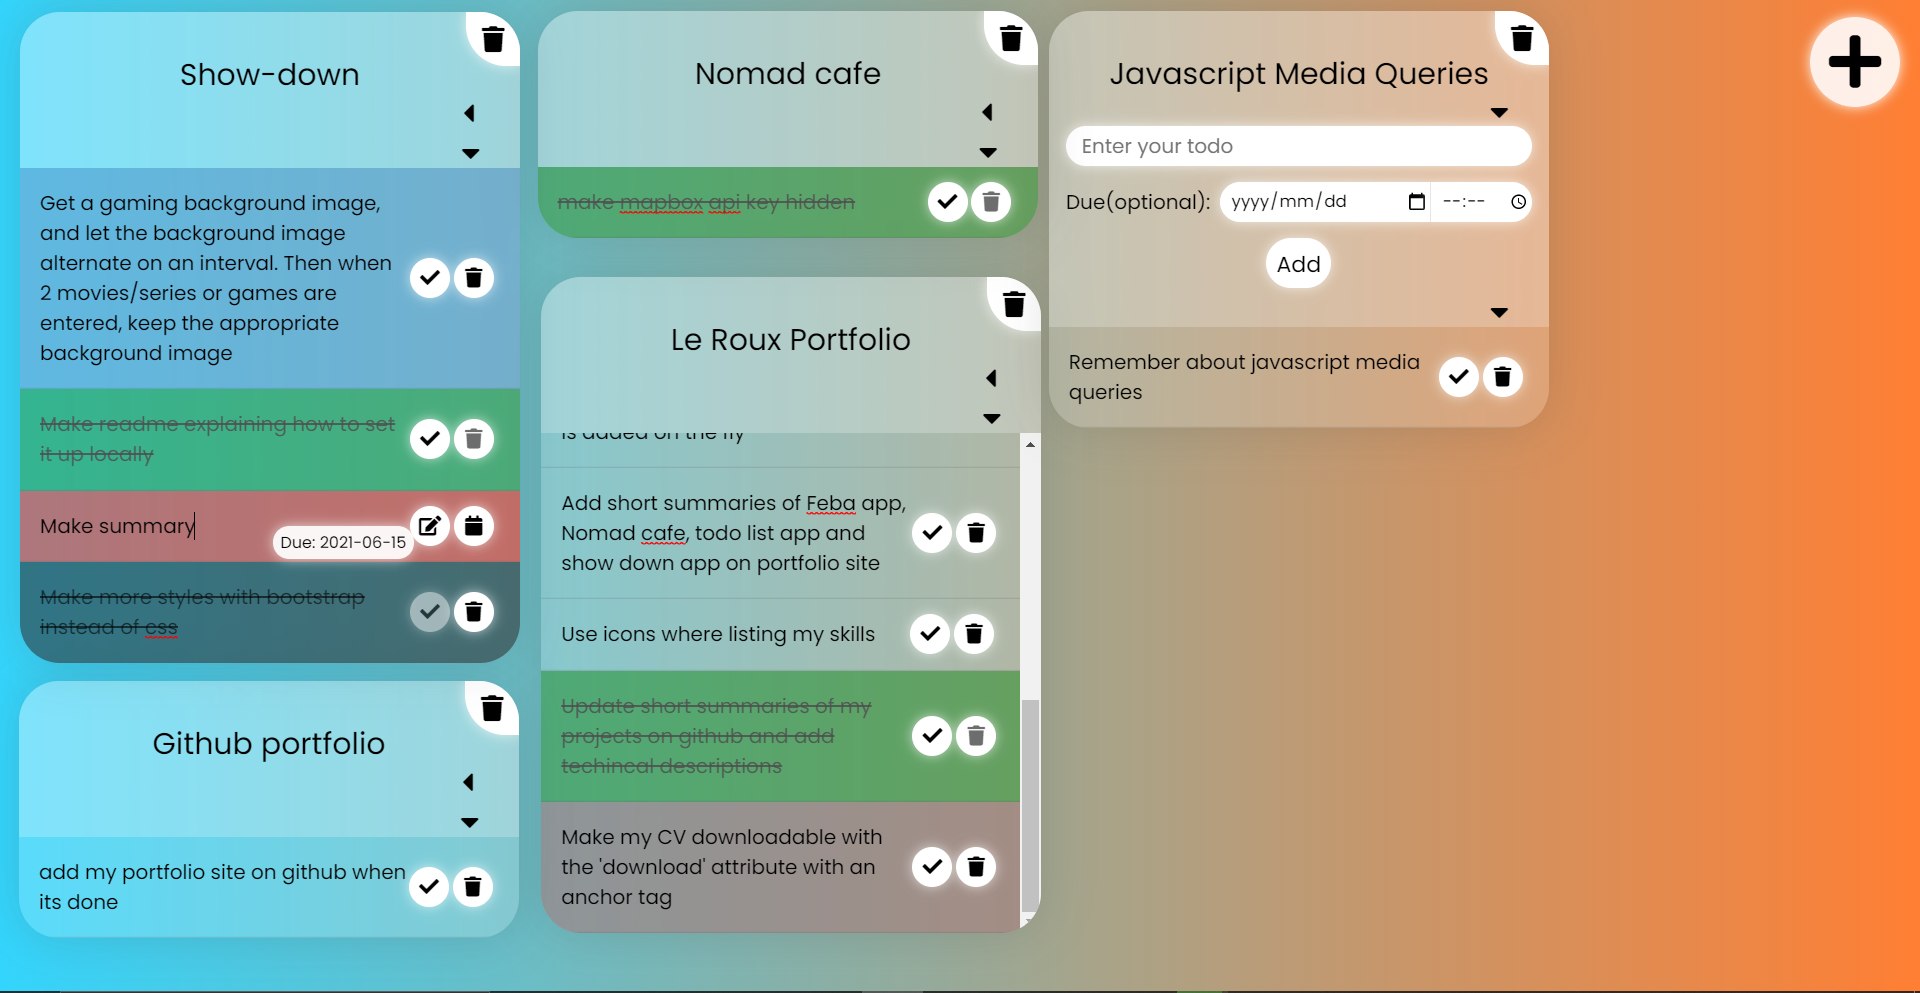 Show-down
Get a gaming background image,
and let the background image
alternate on an interval. Then when
2 movies/series or games are
entered, keep the appropriate
background image
Make readme explaining how to set
it up locally
Make summary
Due: 2021-06-15
Make more styles with bootstrap
instead of css
Github portfolio
add my portfolio site on github when
its done
Nomad cafe
make mapbox api key hidden
Le Roux Portfolio
is added on the fly
Add short summaries of Feba app,
Nomad cafe, todo list app and
show down app on portfolio site
Use icons where listing my skills
Update short summaries of my
projects on github and add
techincal descriptions
Make my CV downloadable with
the 'download' attribute with an
anchor tag
Javascript Media Queries
Enter your todo
Due(optional): yyyy/mm/dd --:--
Add
Remember about javascript media
queries